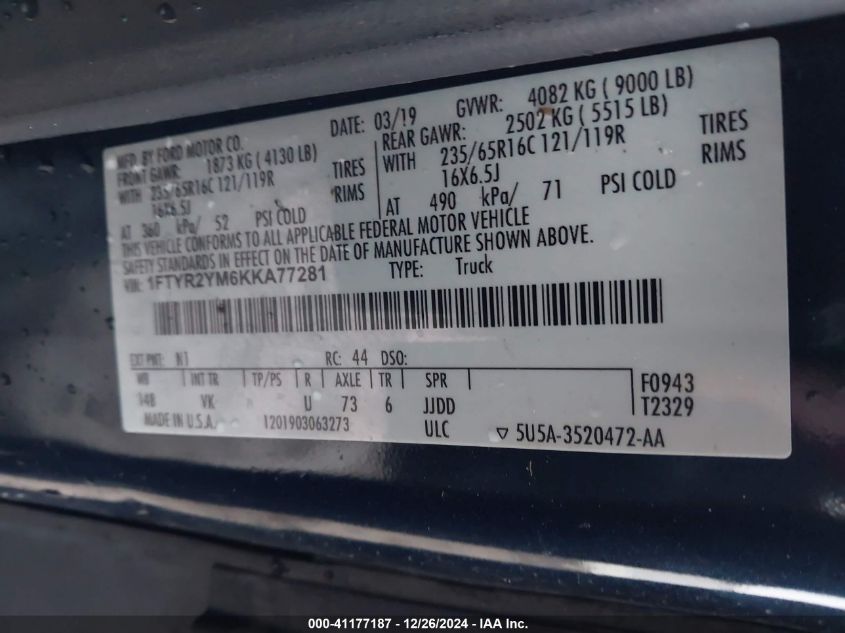 MFD. BY FORD MOTOR CO. DATE: 03/19 GVWR: 4082 KG ( 9000 LB)
FRONT GAWR: 1873 KG ( 4130 LB) REAR GAWR: 2502 KG ( 5515 LB)
WITH 235/65R16C 121/119R TIRES WITH 235/65R16C 121/119R TIRES
16X6.5J RIMS 16X6.5J RIMS
AT 360 kPa/ 52 PSI COLD AT 490 kPa/ 71 PSI COLD
THIS VEHICLE CONFORMS TO ALL APPLICABLE FEDERAL MOTOR VEHICLE
SAFETY STANDARDS IN EFFECT ON THE DATE OF MANUFACTURE SHOWN ABOVE.
VIN: 1FTYR2YM6KKA77281 TYPE: Truck
EXT PNT: N1 RC: 44 DSO:
WB INT TR TP/PS R AXLE TR SPR F0943
148 VK U 73 6 JJDD T2329
MADE IN U.S.A. 1201903063273 ULC ▽ 5U5A-3520472-AA
000-41177187 - 12/26/2024 - IAA Inc.